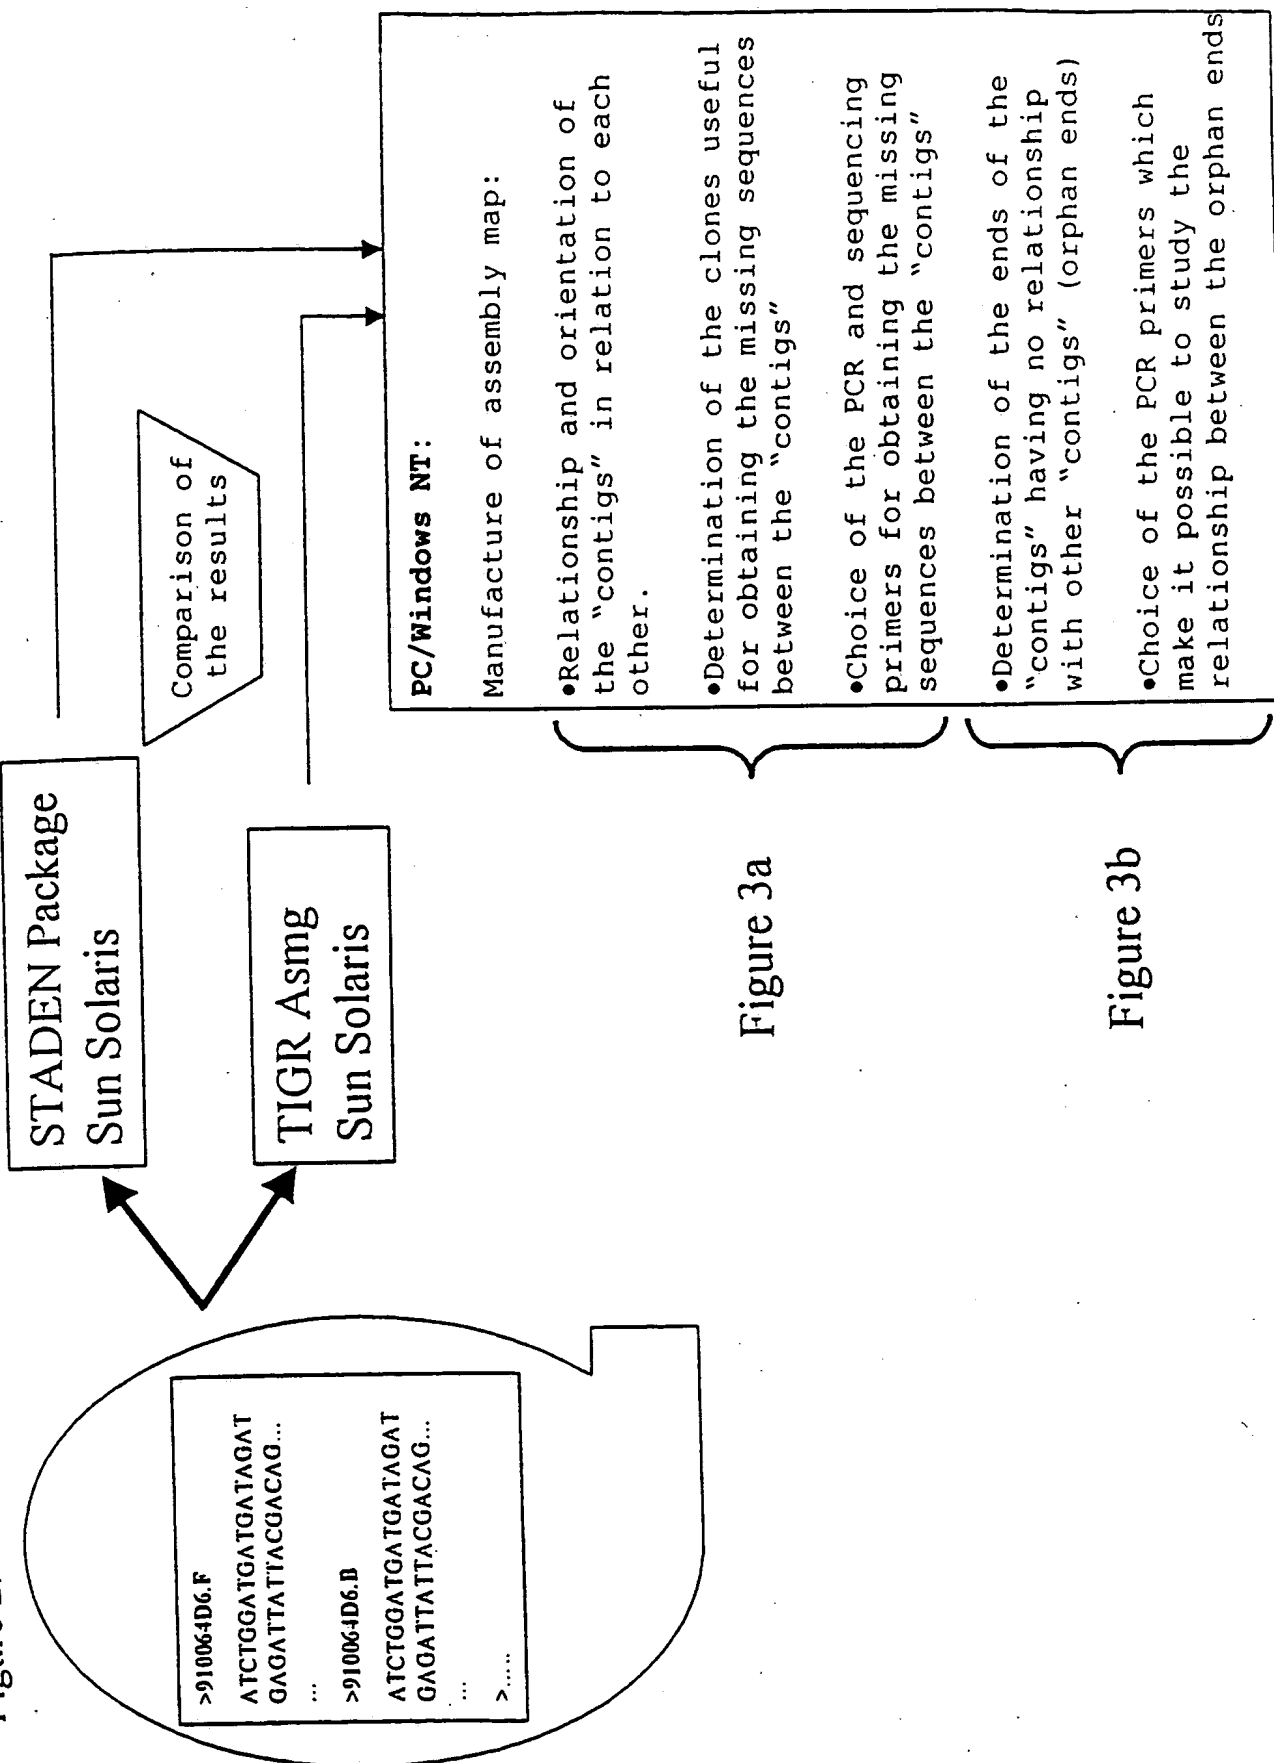 >910064D6.F
ATCTGGATGATGATAGAT
GAGATTATTACGACAG...
...
>910064D6.B
ATCTGGATGATGATAGAT
GAGATTATTACGACAG...
...
>.....
STADEN Package
Sun Solaris
TIGR Asmg
Sun Solaris
Comparison of
the results
PC/Windows NT:
Manufacture of assembly map:
•Relationship and orientation of
the "contigs" in relation to each
other.
•Determination of the clones useful
for obtaining the missing sequences
between the "contigs"
•Choice of the PCR and sequencing
primers for obtaining the missing
sequences between the "contigs"
•Determination of the ends of the
"contigs" having no relationship
with other "contigs" (orphan ends)
•Choice of the PCR primers which
make it possible to study the
relationship between the orphan ends
Figure 3a
Figure 3b